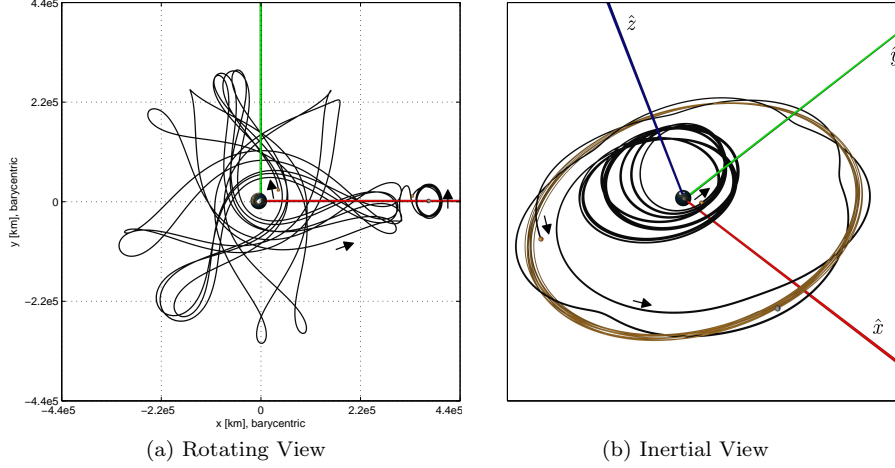 4.4e5
2.2e5
0
−2.2e5
−4.4e5
y [km], barycentric
−4.4e5
−2.2e5
0
2.2e5
4.4e5
x [km], barycentric
ẑ
ŷ
x̂
(a) Rotating View
(b) Inertial View